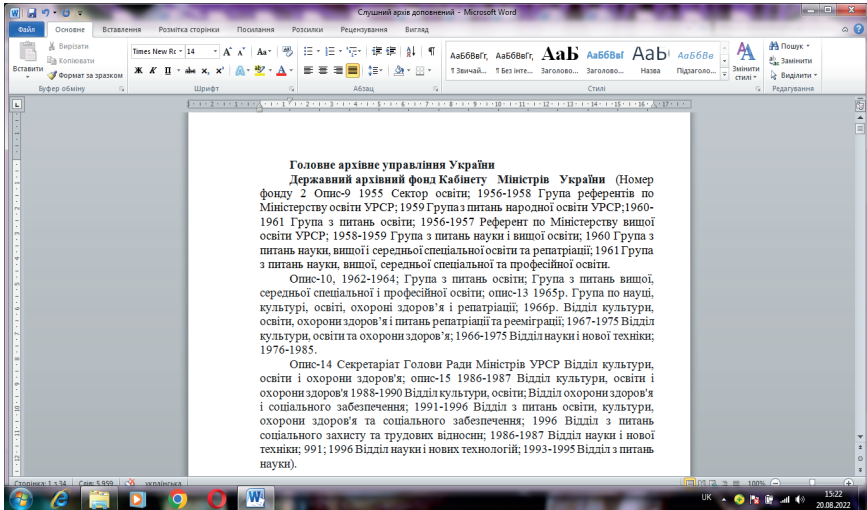 Слушний архів доповнений - Microsoft Word
Файл Основне Вставлення Розмітка сторінки Посилання Розсилки Рецензування Вигляд
Вставити
Вирізати
Копіювати
Формат за зразком
Буфер обміну
Times New Rc 14
Ж К П abc x, x²
Шрифт
Абзац
АаБбВвГг, АаБбВвГг, АаБ АаБбВвГ АаБ АаБбВв
¶ Звичай... ¶ Без інте... Заголово... Заголово... Назва Підзаголо...
Змінити стилі
Стилі
Пошук
Замінити
Виділити
Редагування
Головне архівне управління України
Державний архівний фонд Кабінету Міністрів України (Номер
фонду 2 Опис-9 1955 Сектор освіти; 1956-1958 Група референтів по
Міністерству освіти УРСР; 1959 Група з питань народної освіти УРСР;1960-
1961 Група з питань освіти; 1956-1957 Референт по Міністерству вищої
освіти УРСР; 1958-1959 Група з питань науки і вищої освіти; 1960 Група з
питань науки, вищої і середньої спеціальної освіти та репатріації; 1961 Група
з питань науки, вищої, середньої спеціальної та професійної освіти.
Опис-10, 1962-1964; Група з питань освіти; Група з питань вищої,
середньої спеціальної і професійної освіти; опис-13 1965р. Група по науці,
культурі, освіті, охороні здоров’я і репатріації; 1966р. Відділ культури,
освіти, охорони здоров’я і питань репатріації та рееміграції; 1967-1975 Відділ
культури, освіти та охорони здоров’я; 1966-1975 Відділ науки і нової техніки;
1976-1985.
Опис-14 Секретаріат Голови Ради Міністрів УРСР Відділ культури,
освіти і охорони здоров'я; опис-15 1986-1987 Відділ культури, освіти і
охорони здоров'я 1988-1990 Відділ культури, освіти; Відділ охорони здоров'я
і соціального забезпечення; 1991-1996 Відділ з питань освіти, культури,
охорони здоров'я та соціального забезпечення; 1996 Відділ з питань
соціального захисту та трудових відносин; 1986-1987 Відділ науки і нової
техніки; 991; 1996 Відділ науки і нових технологій; 1993-1995 Відділ з питань
науки).
Сторінка: 1 з 34 Слів: 5 959 українська 100%
UK 15:22
20.08.2022